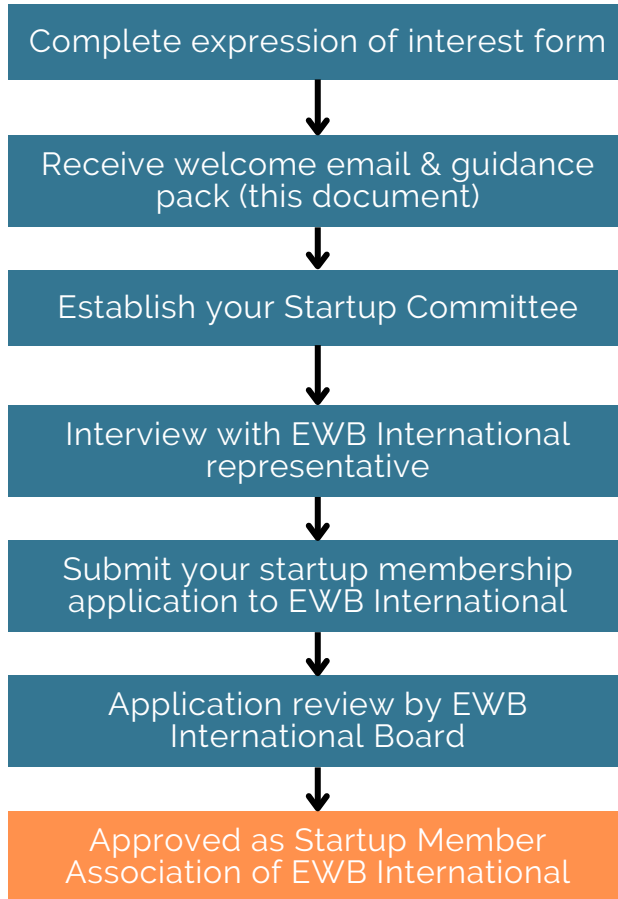 Complete expression of interest form
Receive welcome email & guidance
pack (this document)
Establish your Startup Committee
Interview with EWB International
representative
Submit your startup membership
application to EWB International
Application review by EWB
International Board
Approved as Startup Member
Association of EWB International